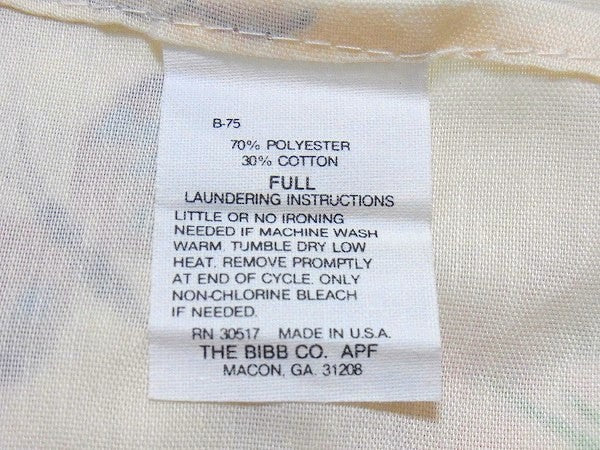 B-75
70% POLYESTER
30% COTTON
FULL
LAUNDERING INSTRUCTIONS
LITTLE OR NO IRONING
NEEDED IF MACHINE WASH
WARM. TUMBLE DRY LOW
HEAT. REMOVE PROMPTLY
AT END OF CYCLE. ONLY
NON-CHLORINE BLEACH
IF NEEDED.
RN 30517 MADE IN U.S.A.
THE BIBB CO. APF
MACON, GA. 31208